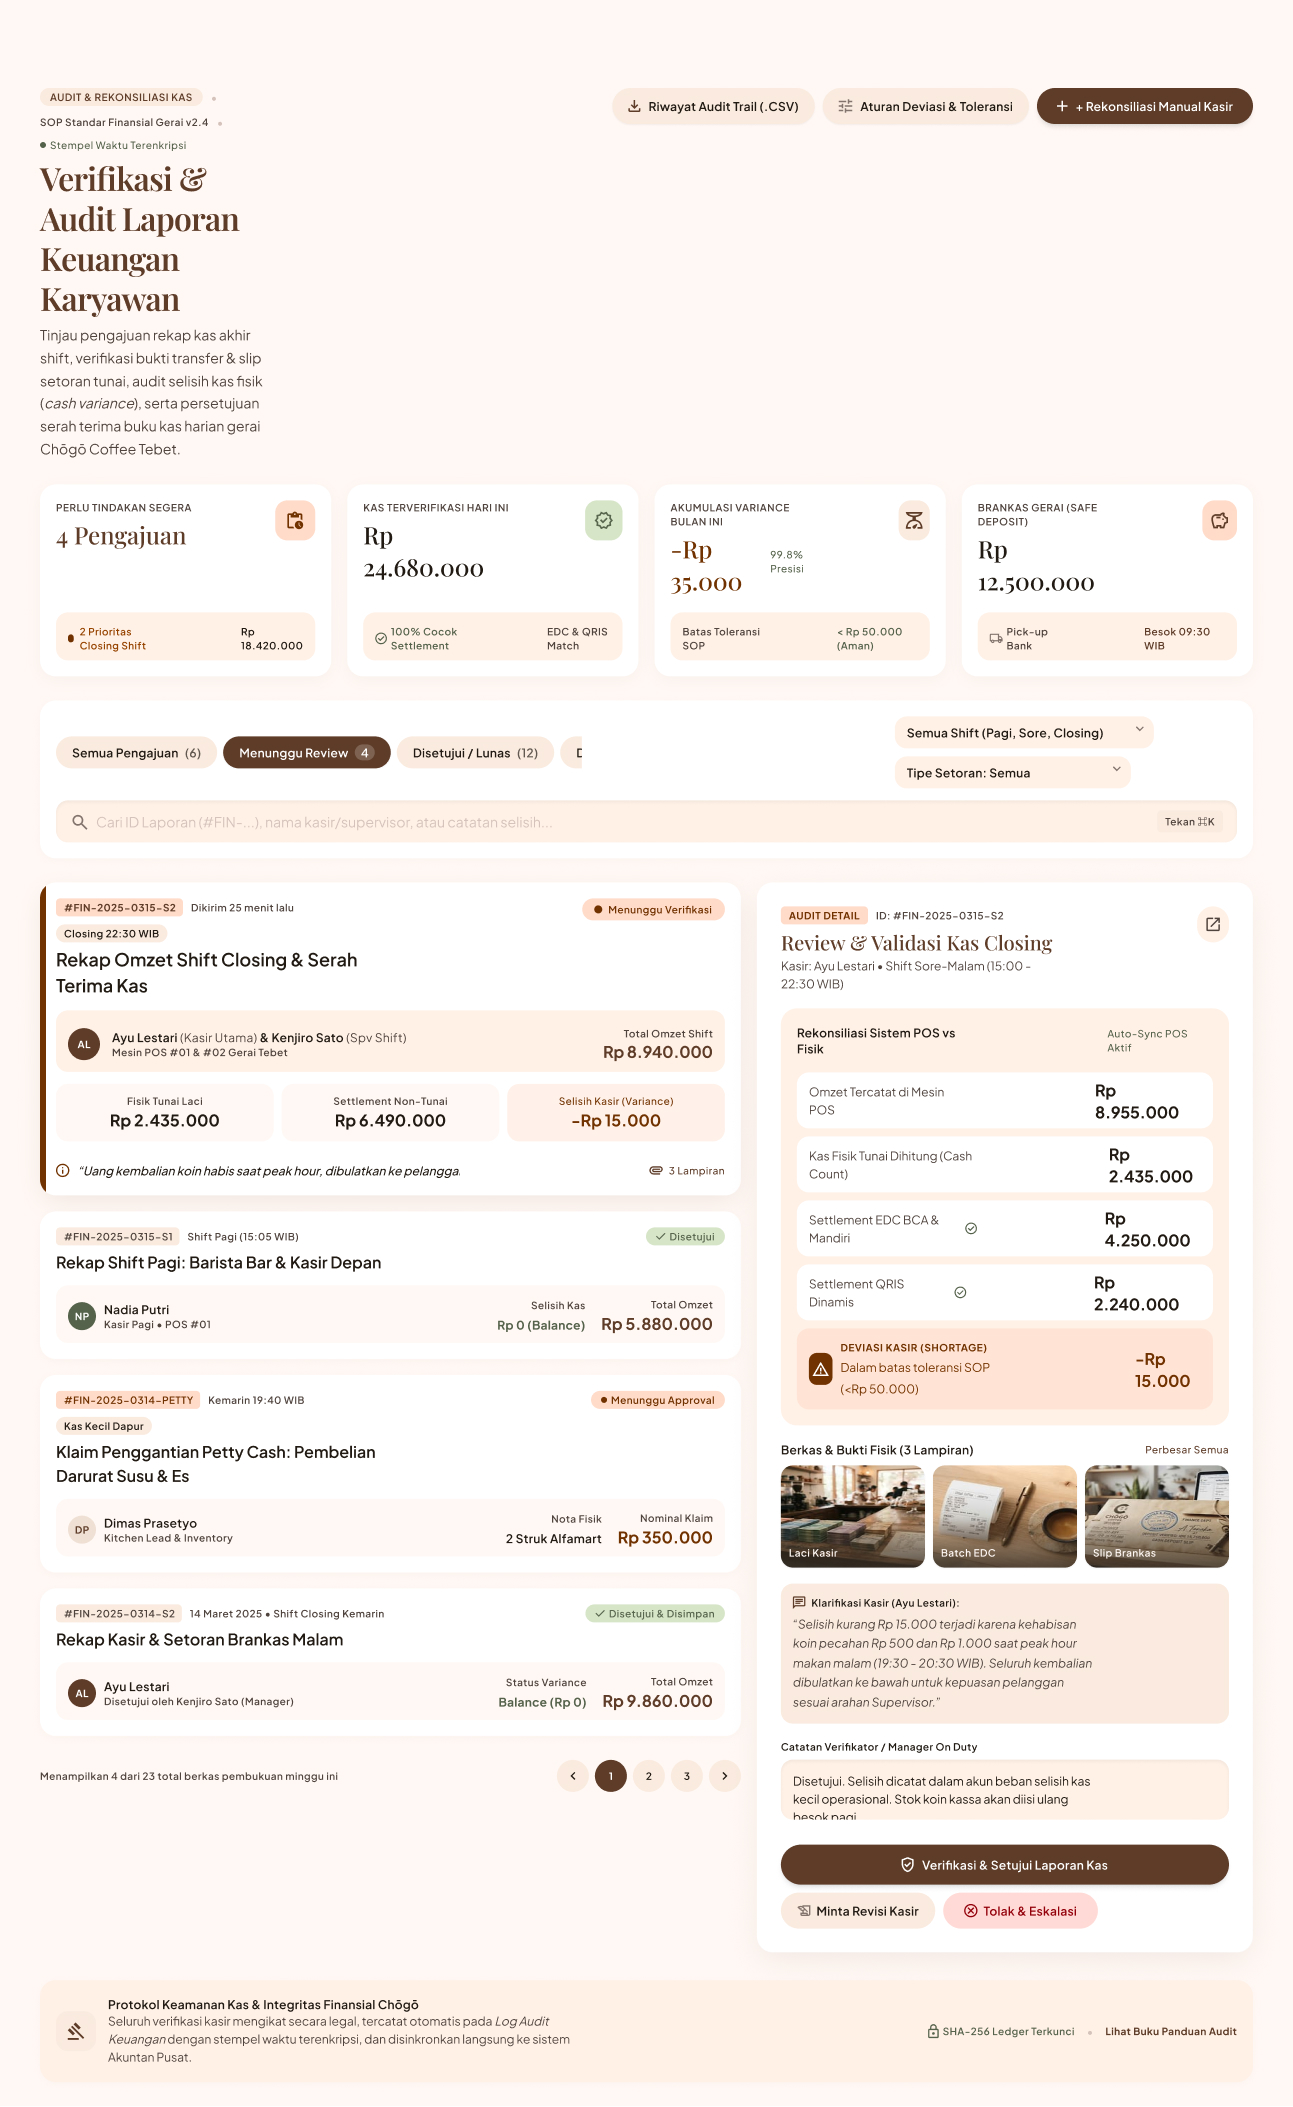 AUDIT & REKONSILIASI KAS
SOP Standar Finansial Gerai v2.4
Stempel Waktu Terenkripsi
Verifikasi &
Audit Laporan
Keuangan
Karyawan
Tinjau pengajuan rekap kas akhir
shift, verifikasi bukti transfer & slip
setoran tunai, audit selisih kas fisik
(cash variance), serta persetujuan
serah terima buku kas harian gerai
Chōgō Coffee Tebet.
Riwayat Audit Trail (.CSV)
Aturan Deviasi & Toleransi
+ Rekonsiliasi Manual Kasir
PERLU TINDAKAN SEGERA
4 Pengajuan
2 Prioritas
Closing Shift
Rp
18.420.000
KAS TERVERIFIKASI HARI INI
Rp
24.680.000
100% Cocok
Settlement
EDC & QRIS
Match
AKUMULASI VARIANCE
BULAN INI
-Rp
35.000
99.8%
Presisi
Batas Toleransi
SOP
< Rp 50.000
(Aman)
BRANKAS GERAI (SAFE
DEPOSIT)
Rp
12.500.000
Pick-up
Bank
Besok 09:30
WIB
Semua Pengajuan (6)
Menunggu Review 4
Disetujui / Lunas (12)
Semua Shift (Pagi, Sore, Closing)
Tipe Setoran: Semua
Cari ID Laporan (#FIN-...), nama kasir/supervisor, atau catatan selisih...
Tekan ⌘K
#FIN-2025-0315-S2 Dikirim 25 menit lalu
Menunggu Verifikasi
Closing 22:30 WIB
Rekap Omzet Shift Closing & Serah
Terima Kas
AL
Ayu Lestari (Kasir Utama) & Kenjiro Sato (Spv Shift)
Mesin POS #01 & #02 Gerai Tebet
Total Omzet Shift
Rp 8.940.000
Fisik Tunai Laci
Rp 2.435.000
Settlement Non-Tunai
Rp 6.490.000
Selisih Kasir (Variance)
-Rp 15.000
"Uang kembalian koin habis saat peak hour, dibulatkan ke pelangga.
3 Lampiran
#FIN-2025-0315-S1 Shift Pagi (15:05 WIB)
Disetujui
Rekap Shift Pagi: Barista Bar & Kasir Depan
NP
Nadia Putri
Kasir Pagi • POS #01
Selisih Kas
Rp 0 (Balance)
Total Omzet
Rp 5.880.000
#FIN-2025-0314-PETTY Kemarin 19:40 WIB
Menunggu Approval
Kas Kecil Dapur
Klaim Penggantian Petty Cash: Pembelian
Darurat Susu & Es
DP
Dimas Prasetyo
Kitchen Lead & Inventory
Nota Fisik
2 Struk Alfamart
Nominal Klaim
Rp 350.000
#FIN-2025-0314-S2 14 Maret 2025 • Shift Closing Kemarin
Disetujui & Disimpan
Rekap Kasir & Setoran Brankas Malam
AL
Ayu Lestari
Disetujui oleh Kenjiro Sato (Manager)
Status Variance
Balance (Rp 0)
Total Omzet
Rp 9.860.000
Menampilkan 4 dari 23 total berkas pembukuan minggu ini
1 2 3
AUDIT DETAIL ID: #FIN-2025-0315-S2
Review & Validasi Kas Closing
Kasir: Ayu Lestari • Shift Sore-Malam (15:00 -
22:30 WIB)
Rekonsiliasi Sistem POS vs
Fisik
Auto-Sync POS
Aktif
Omzet Tercatat di Mesin
POS
Rp
8.955.000
Kas Fisik Tunai Dihitung (Cash
Count)
Rp
2.435.000
Settlement EDC BCA &
Mandiri
Rp
4.250.000
Settlement QRIS
Dinamis
Rp
2.240.000
DEVIASI KASIR (SHORTAGE)
Dalam batas toleransi SOP
(<Rp 50.000)
-Rp
15.000
Berkas & Bukti Fisik (3 Lampiran)
Perbesar Semua
Laci Kasir
Batch EDC
CHŌGŌ
Slip Brankas
Klarifikasi Kasir (Ayu Lestari):
"Selisih kurang Rp 15.000 terjadi karena kehabisan
koin pecahan Rp 500 dan Rp 1.000 saat peak hour
makan malam (19:30 - 20:30 WIB). Seluruh kembalian
dibulatkan ke bawah untuk kepuasan pelanggan
sesuai arahan Supervisor."
Catatan Verifikator / Manager On Duty
Disetujui. Selisih dicatat dalam akun beban selisih kas
kecil operasional. Stok koin kassa akan diisi ulang
besok pagi
Verifikasi & Setujui Laporan Kas
Minta Revisi Kasir
Tolak & Eskalasi
Protokol Keamanan Kas & Integritas Finansial Chōgō
Seluruh verifikasi kasir mengikat secara legal, tercatat otomatis pada Log Audit
Keuangan dengan stempel waktu terenkripsi, dan disinkronkan langsung ke sistem
Akuntan Pusat.
SHA-256 Ledger Terkunci
Lihat Buku Panduan Audit